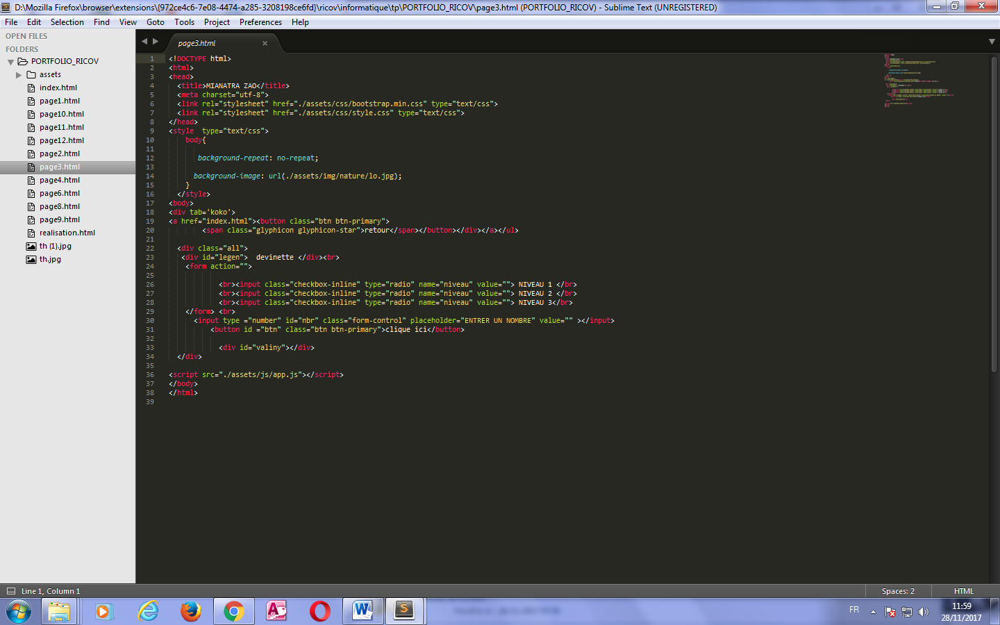 D:\Mozilla Firefox\browser\extensions\{972ce4c6-7e08-4474-a285-3208198ce6fd}\ricov\informatique\tp\PORTFOLIO_RICOV\page3.html (PORTFOLIO_RICOV) - Sublime Text (UNREGISTERED)
File Edit Selection Find View Goto Tools Project Preferences Help
OPEN FILES
FOLDERS
PORTFOLIO_RICOV
assets
index.html
page1.html
page10.html
page11.html
page12.html
page2.html
page3.html
page4.html
page6.html
page8.html
page9.html
realisation.html
th (1).jpg
th.jpg
page3.html
1 <!DOCTYPE html>
2 <html>
3 <head>
4 <title>MIANATRA ZAO</title>
5 <meta charset="utf-8">
6 <link rel="stylesheet" href="./assets/css/bootstrap.min.css" type="text/css">
7 <link rel="stylesheet" href="./assets/css/style.css" type="text/css">
8 </head>
9 <style  type="text/css">
10 body{
11
12 background-repeat: no-repeat;
13
14 background-image: url(./assets/img/nature/lo.jpg);
15 }
16 </style>
17 <body>
18 <div tab='koko'>
19 <a href="index.html"><button class="btn btn-primary">
20 <span class="glyphicon glyphicon-star">retour</span></button></div></a></ul>
21
22 <div class="all">
23 <div id="legen">  devinette </div><br>
24 <form action="">
25
26 <br><input class="checkbox-inline" type="radio" name="niveau" value=""> NIVEAU 1 </br>
27 <br><input class="checkbox-inline" type="radio" name="niveau" value=""> NIVEAU 2 </br>
28 <br><input class="checkbox-inline" type="radio" name="niveau" value=""> NIVEAU 3</br>
29 </form> <br>
30 <input type ="number" id="nbr" class="form-control" placeholder="ENTRER UN NOMBRE" value="" ></input>
31 <button id ="btn" class="btn btn-primary">clique ici</button>
32
33 <div id="valiny"></div>
34 </div>
35
36 <script src="./assets/js/app.js"></script>
37 </body>
38 </html>
39
Line 1, Column 1
Spaces: 2
HTML
FR
11:59
28/11/2017